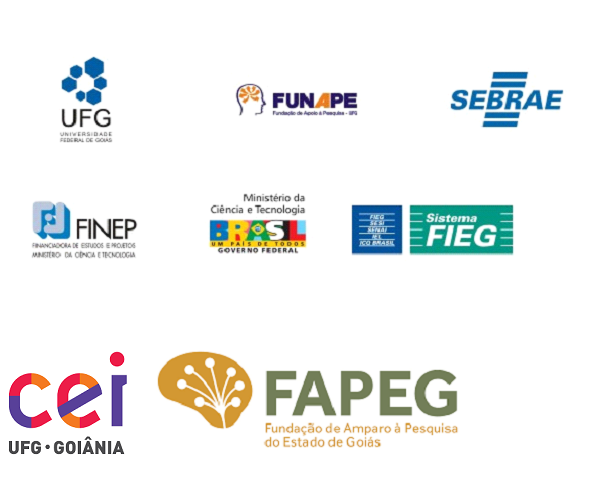 UFG
UNIVERSIDADE
FEDERAL DE GOIÁS
FUNAPE
Fundação de Apoio à Pesquisa - UFG
SEBRAE
FINEP
FINANCIADORA DE ESTUDOS E PROJETOS
MINISTÉRIO DA CIÊNCIA E TECNOLOGIA
Ministério da
Ciência e Tecnologia
BRASIL
UM PAÍS DE TODOS
GOVERNO FEDERAL
FIEG
SESI
SENAI
IEL
ICQ BRASIL
Sistema
FIEG
cei
UFG • GOIÂNIA
FAPEG
Fundação de Amparo à Pesquisa
do Estado de Goiás